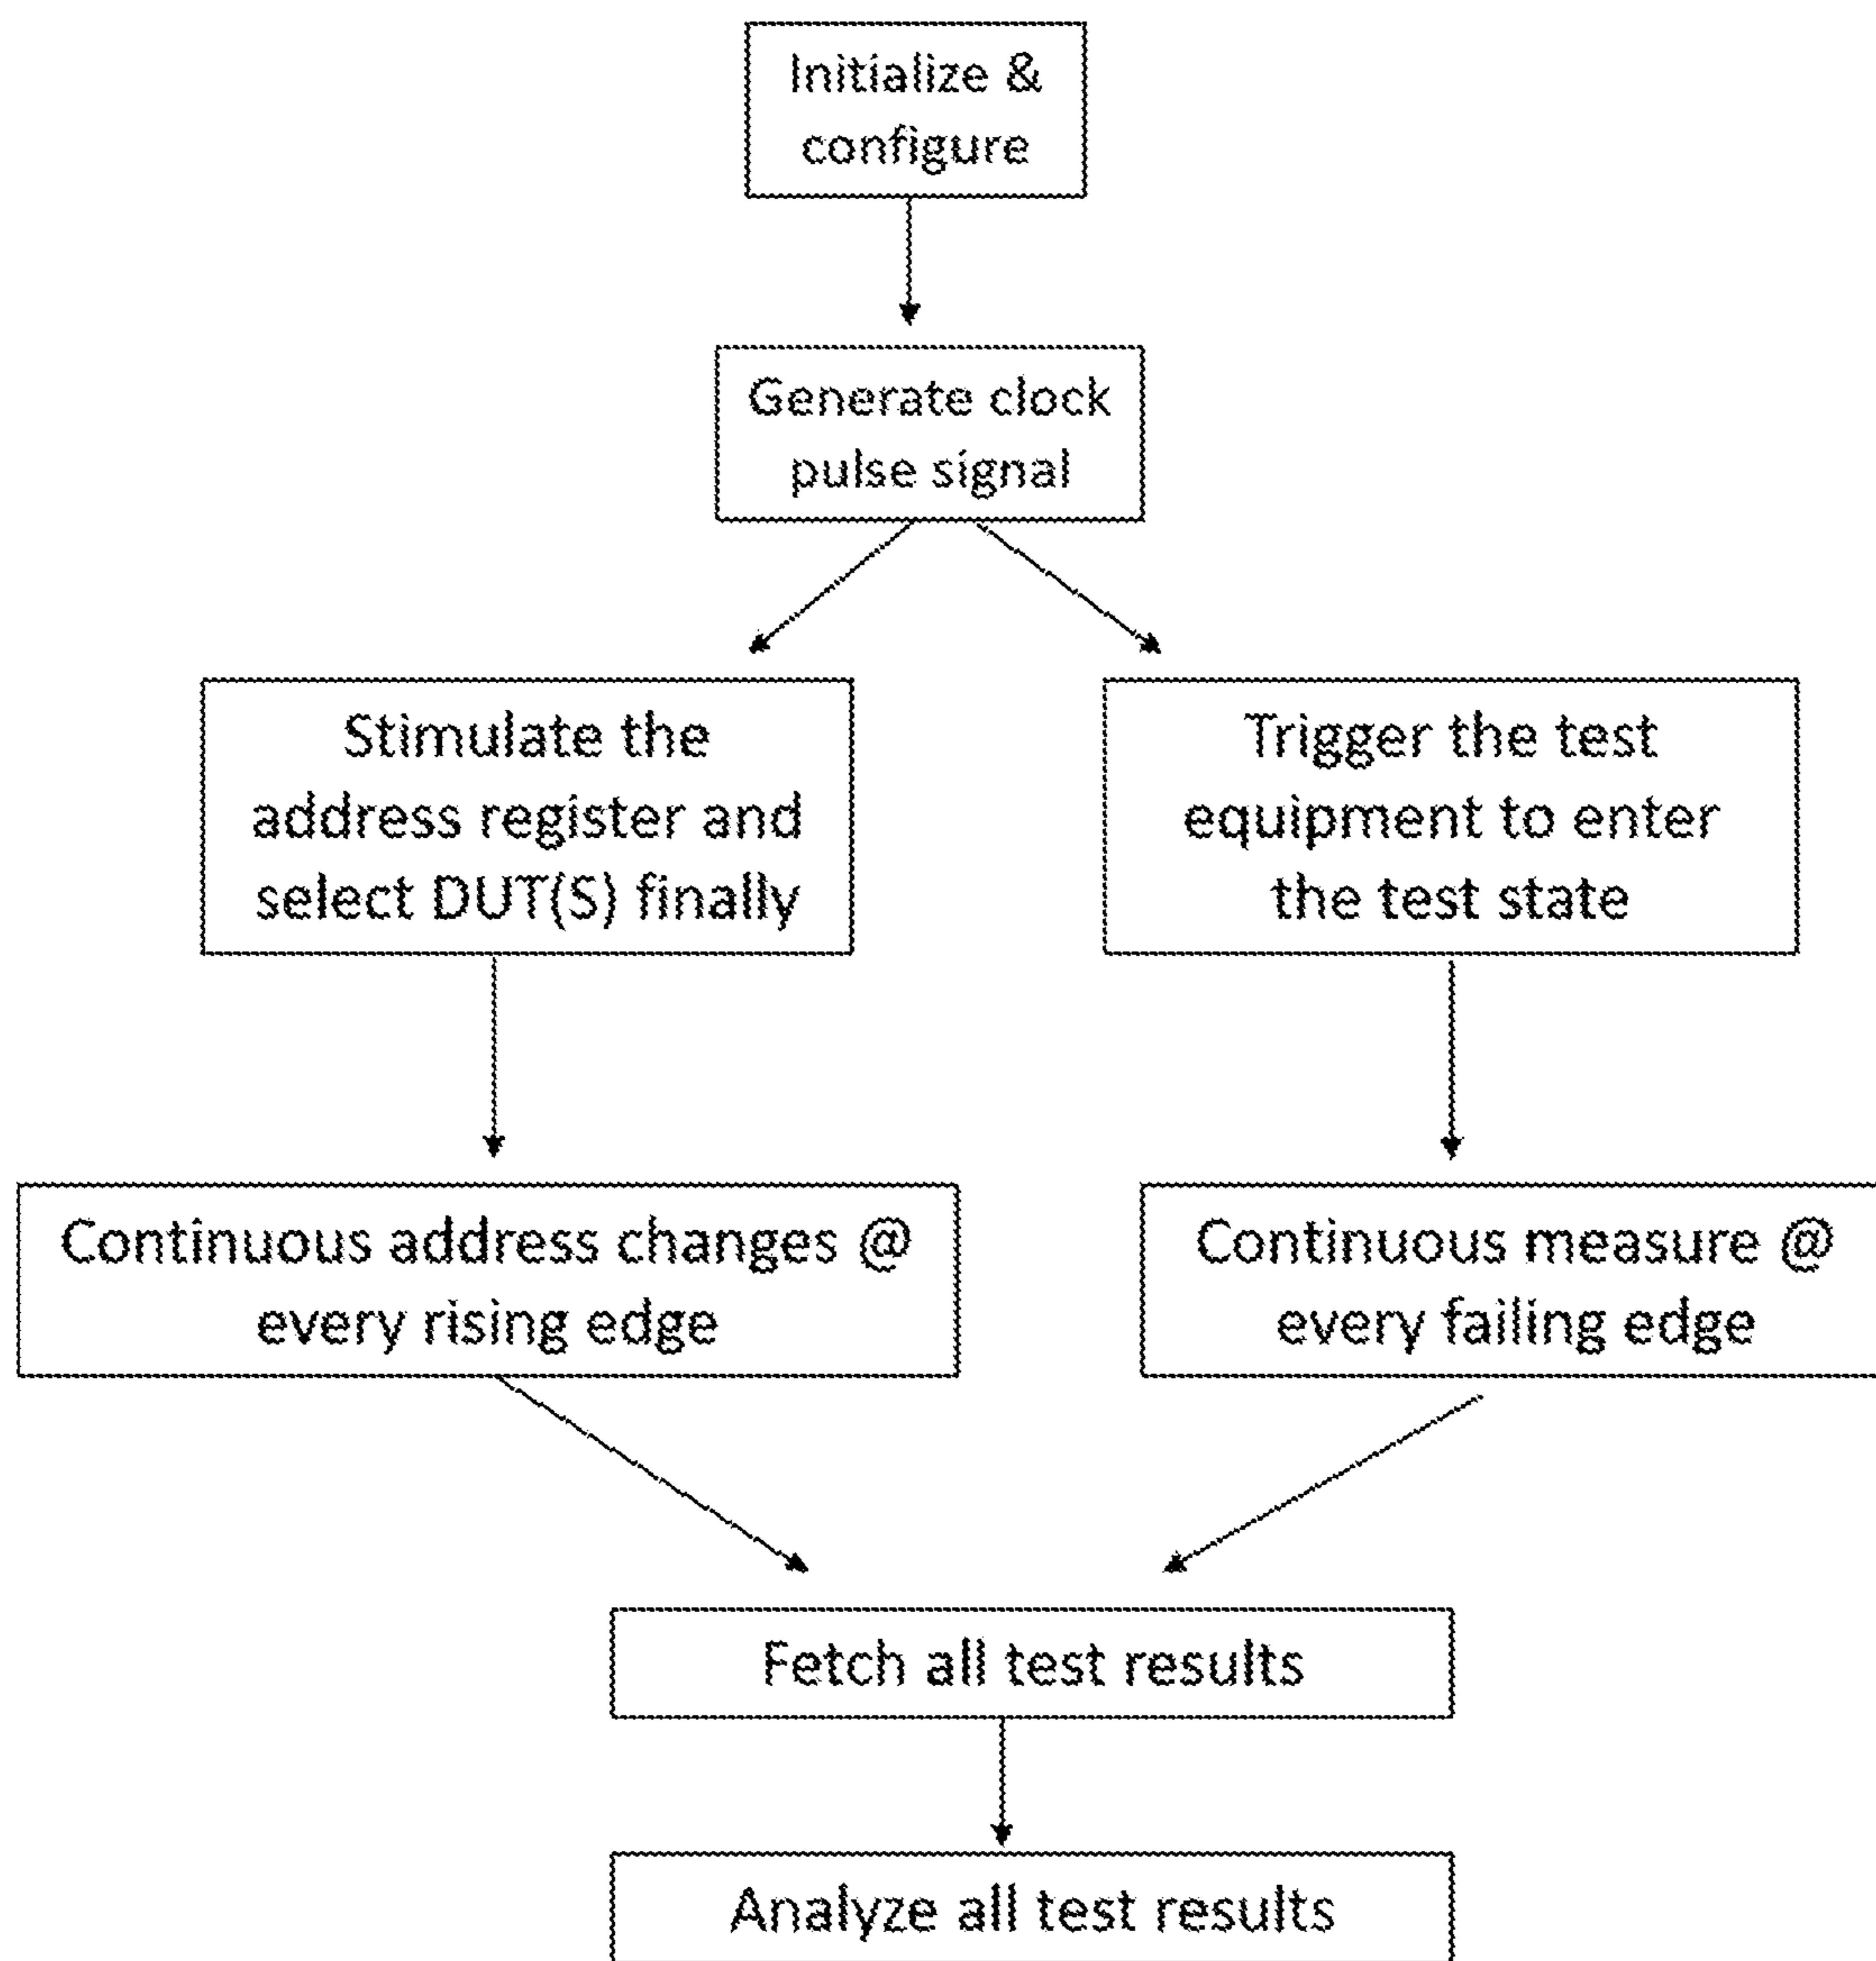 Initialize &
configure
Generate clock
pulse signal
Stimulate the
address register and
select DUT(S) finally
Trigger the test
equipment to enter
the test state
Continuous address changes @
every rising edge
Continuous measure @
every failing edge
Fetch all test results
Analyze all test results